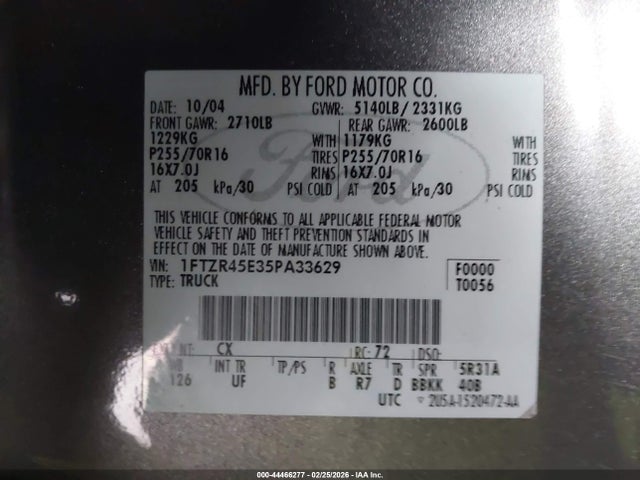 MFD. BY FORD MOTOR CO.
DATE: 10/04 GVWR: 5140LB/ 2331KG
FRONT GAWR: 2710LB REAR GAWR: 2600LB
1229KG WITH 1179KG WITH
P255/70R16 TIRES P255/70R16 TIRES
16X7.0J RIMS 16X7.0J RIMS
AT 205 kPa/30 PSI COLD AT 205 kPa/30 PSI COLD
Ford
THIS VEHICLE CONFORMS TO ALL APPLICABLE FEDERAL MOTOR
VEHICLE SAFETY AND THEFT PREVENTION STANDARDS IN
EFFECT ON THE DATE OF MANUFACTURE SHOWN ABOVE.
VIN: 1FTZR45E35PA33629 F0000
TYPE: TRUCK T0056
CX RC: 72 DSO:
INT TR TP/PS R AXLE TR SPR 5R31A
126 UF B R7 D BBKK 40B
UTC 2U5A-1520472-AA
000-44466277 - 02/25/2026 - IAA Inc.